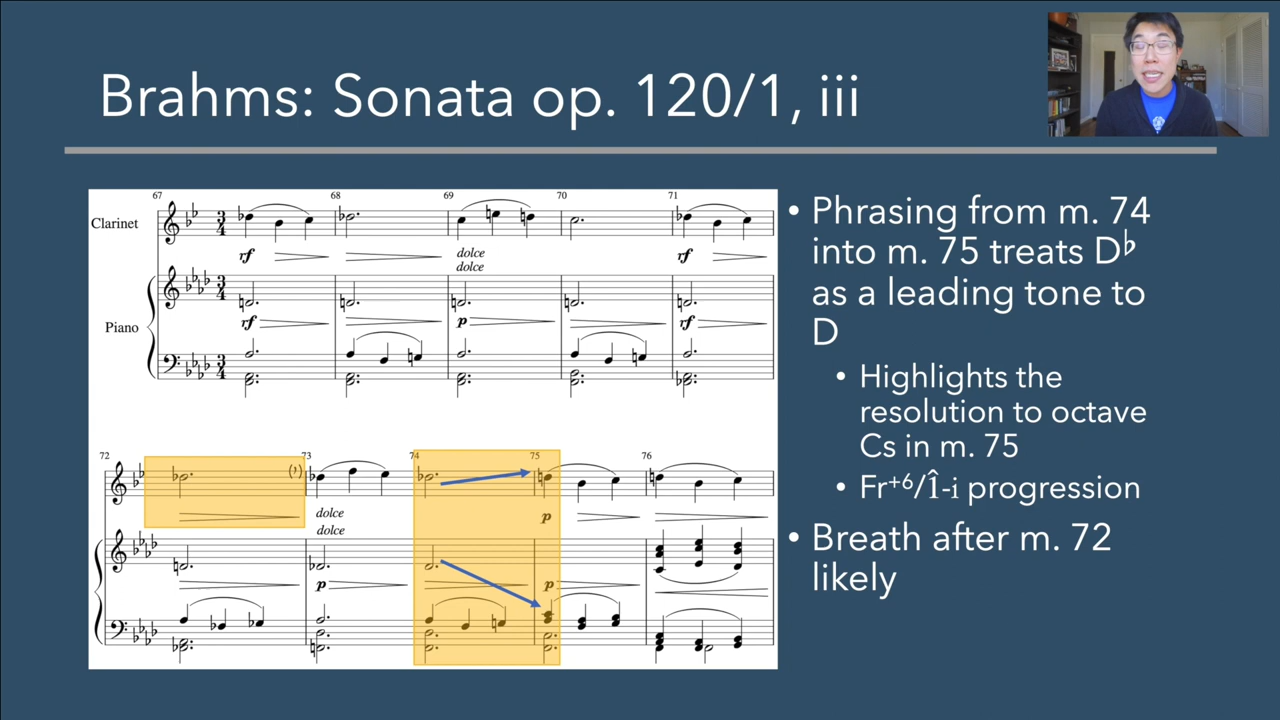 Brahms: Sonata op. 120/1, iii
67 68 69 70 71
Clarinet
rf dolce rf
dolce
Piano
rf p rf
72 73 74 75 76
(’)
dolce p
dolce
p p
• Phrasing from m. 74
into m. 75 treats D♭
as a leading tone to
D
• Highlights the
resolution to octave
Cs in m. 75
• Fr+6/1̂-i progression
• Breath after m. 72
likely